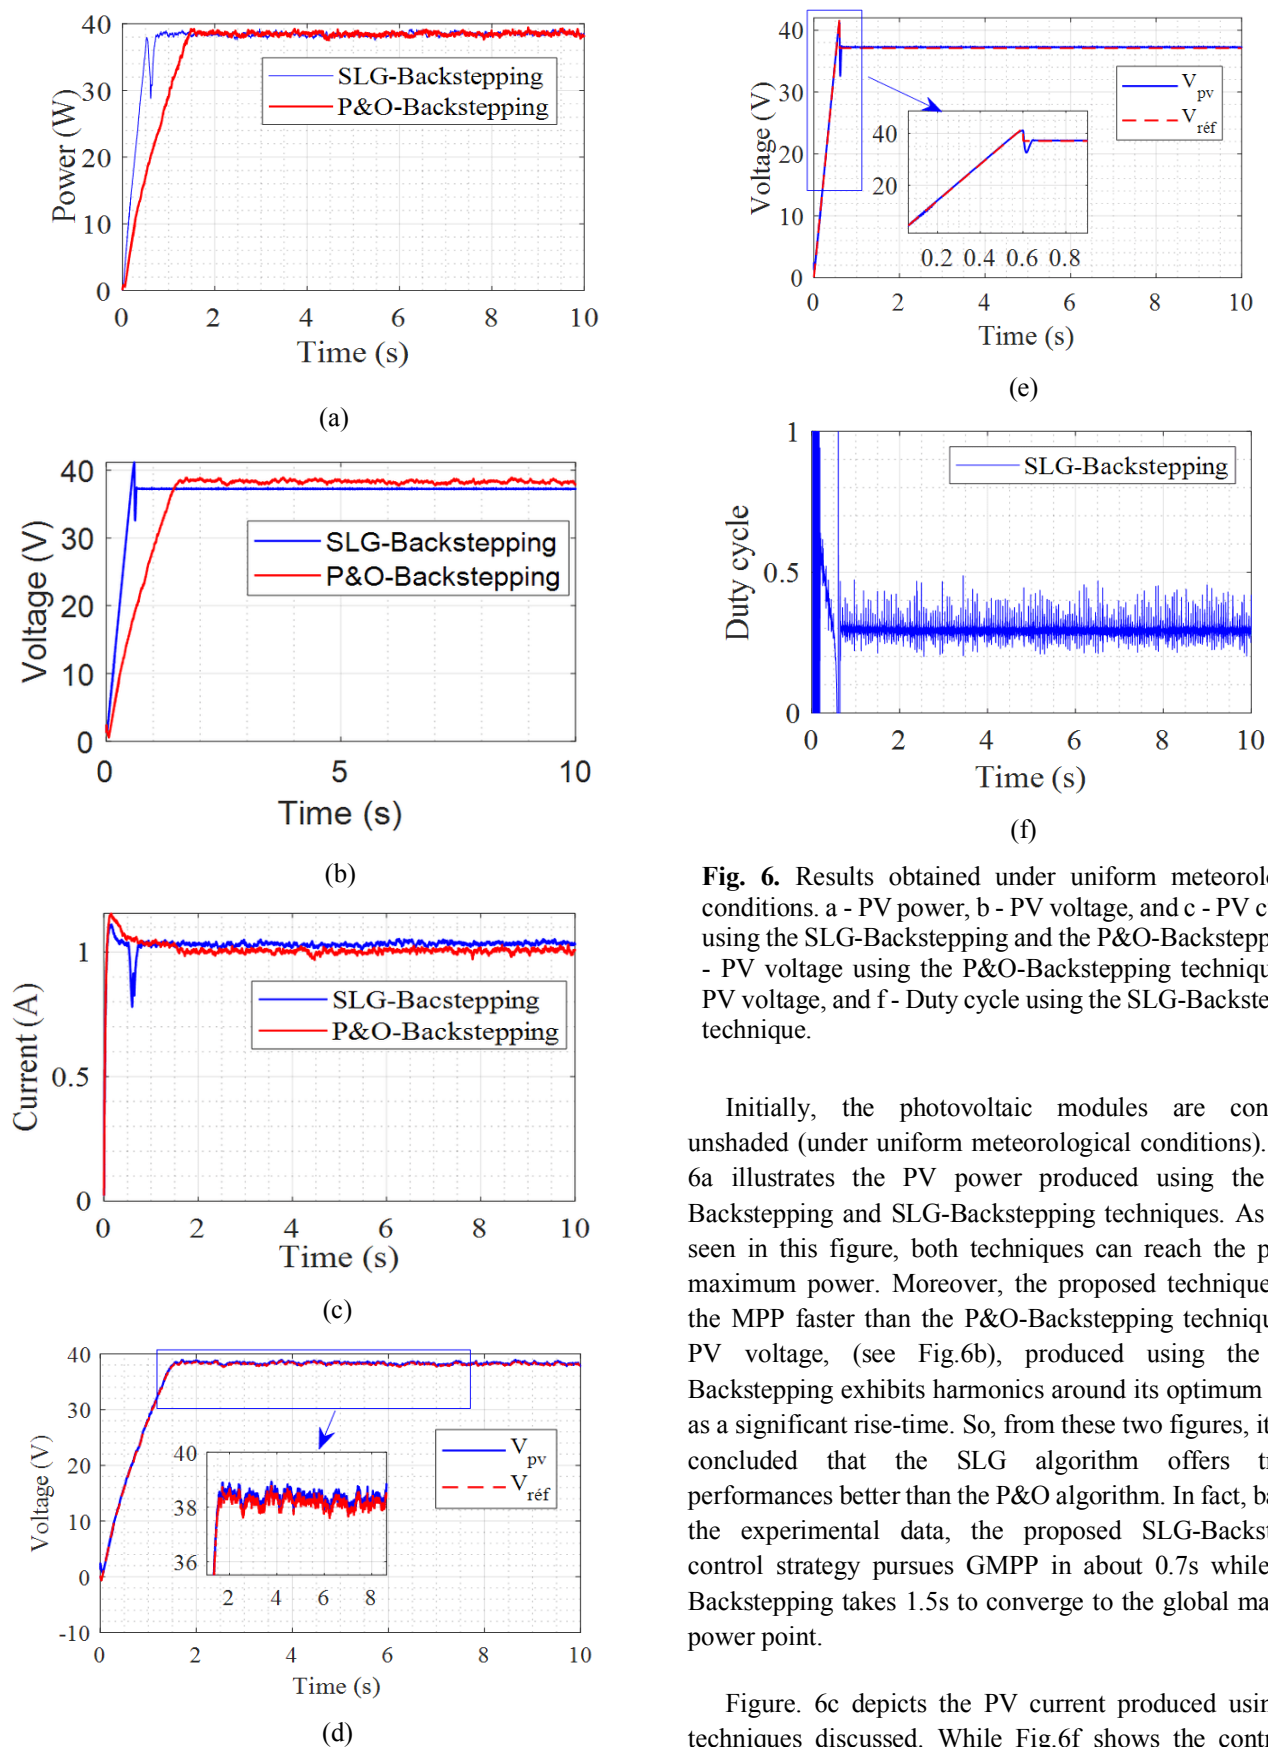 40
30
20
10
0
Power (W)
SLG-Backstepping
P&O-Backstepping
0 2 4 6 8 10
Time (s)
(a)
40
30
20
10
0
Voltage (V)
SLG-Backstepping
P&O-Backstepping
0 5 10
Time (s)
(b)
1
0.5
0
Current (A)
SLG-Bacstepping
P&O-Backstepping
0 2 4 6 8 10
Time (s)
(c)
40
30
20
10
0
-10
Voltage (V)
V_pv
V_réf
40
38
36
2 4 6 8
0 2 4 6 8 10
Time (s)
(d)
40
30
20
10
0
Voltage (V)
V_pv
V_réf
40
20
0.2 0.4 0.6 0.8
0 2 4 6 8 10
Time (s)
(e)
1
0.5
0
Duty cycle
SLG-Backstepping
0 2 4 6 8 10
Time (s)
(f)
Fig. 6. Results obtained under uniform meteorolo
conditions. a - PV power, b - PV voltage, and c - PV c
using the SLG-Backstepping and the P&O-Backstepp
- PV voltage using the P&O-Backstepping techniqu
PV voltage, and f - Duty cycle using the SLG-Backste
technique.
Initially, the photovoltaic modules are con
unshaded (under uniform meteorological conditions).
6a illustrates the PV power produced using the
Backstepping and SLG-Backstepping techniques. As
seen in this figure, both techniques can reach the p
maximum power. Moreover, the proposed technique
the MPP faster than the P&O-Backstepping techniqu
PV voltage, (see Fig.6b), produced using the
Backstepping exhibits harmonics around its optimum
as a significant rise-time. So, from these two figures, it
concluded that the SLG algorithm offers tr
performances better than the P&O algorithm. In fact, ba
the experimental data, the proposed SLG-Backst
control strategy pursues GMPP in about 0.7s while
Backstepping takes 1.5s to converge to the global ma
power point.
Figure. 6c depicts the PV current produced usin
techniques discussed. While Fig.6f shows the contr